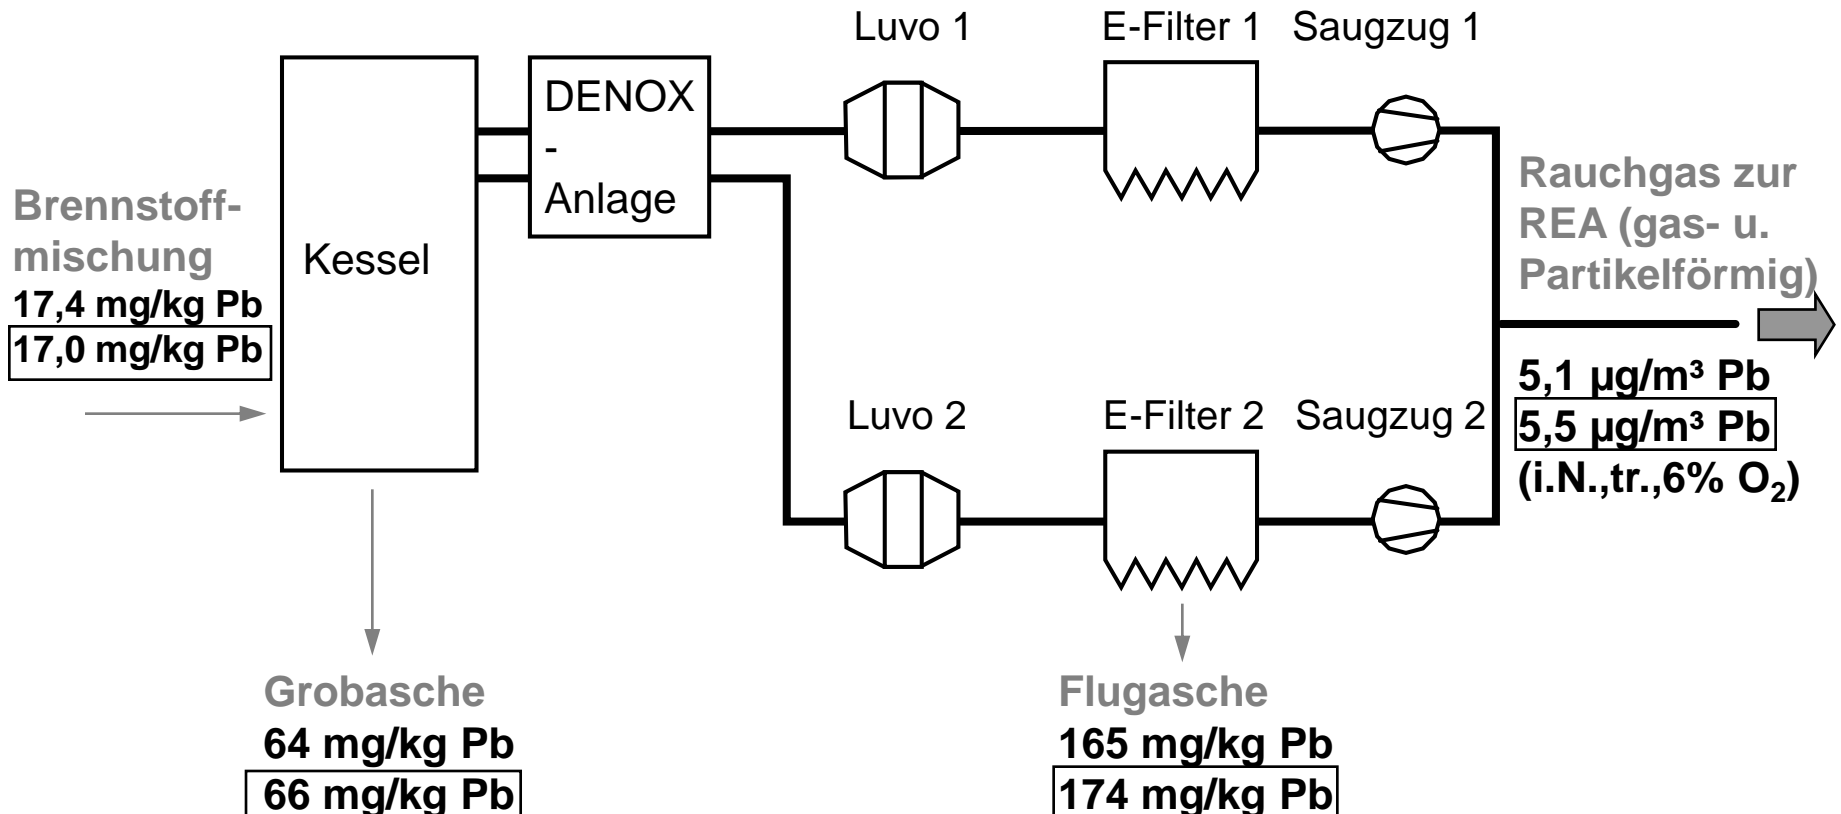 Luvo 1
E-Filter 1
Saugzug 1
DENOX
-
Anlage
Kessel
Brennstoff-
mischung
17,4 mg/kg Pb
17,0 mg/kg Pb
Rauchgas zur
REA (gas- u.
Partikelförmig)
5,1 µg/m³ Pb
5,5 µg/m³ Pb
(i.N.,tr.,6% O₂)
Luvo 2
E-Filter 2
Saugzug 2
Grobasche
64 mg/kg Pb
66 mg/kg Pb
Flugasche
165 mg/kg Pb
174 mg/kg Pb